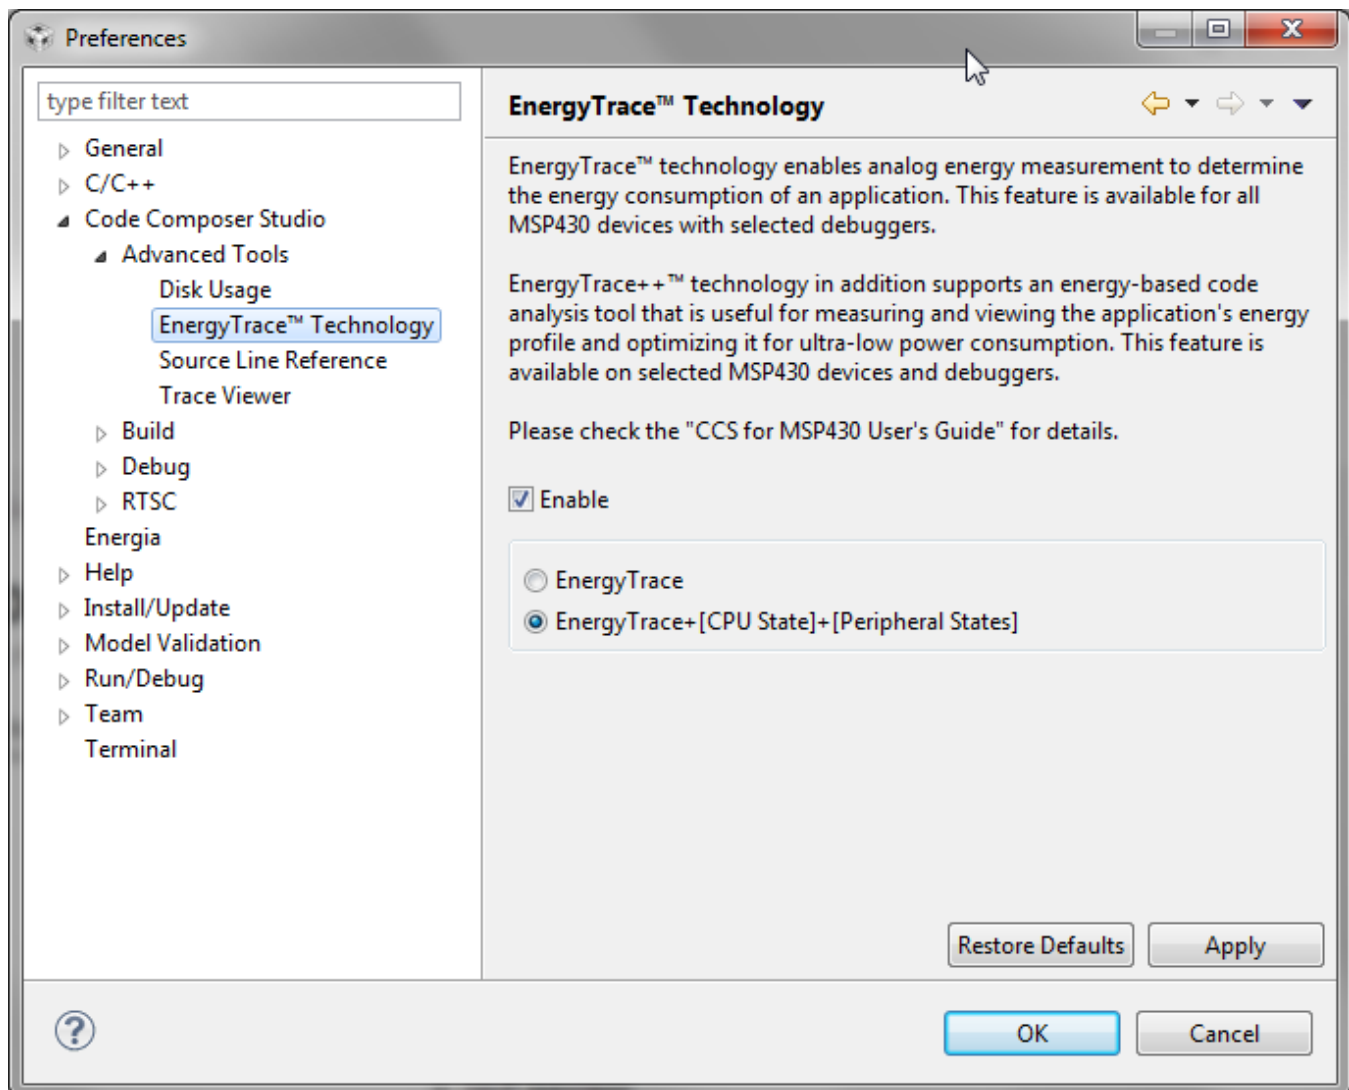 Preferences
type filter text
General
C/C++
Code Composer Studio
Advanced Tools
Disk Usage
EnergyTrace™ Technology
Source Line Reference
Trace Viewer
Build
Debug
RTSC
Energia
Help
Install/Update
Model Validation
Run/Debug
Team
Terminal
EnergyTrace™ Technology
EnergyTrace™ technology enables analog energy measurement to determine
the energy consumption of an application. This feature is available for all
MSP430 devices with selected debuggers.
EnergyTrace++™ technology in addition supports an energy-based code
analysis tool that is useful for measuring and viewing the application's energy
profile and optimizing it for ultra-low power consumption. This feature is
available on selected MSP430 devices and debuggers.
Please check the "CCS for MSP430 User's Guide" for details.
Enable
EnergyTrace
EnergyTrace+[CPU State]+[Peripheral States]
Restore Defaults
Apply
OK
Cancel